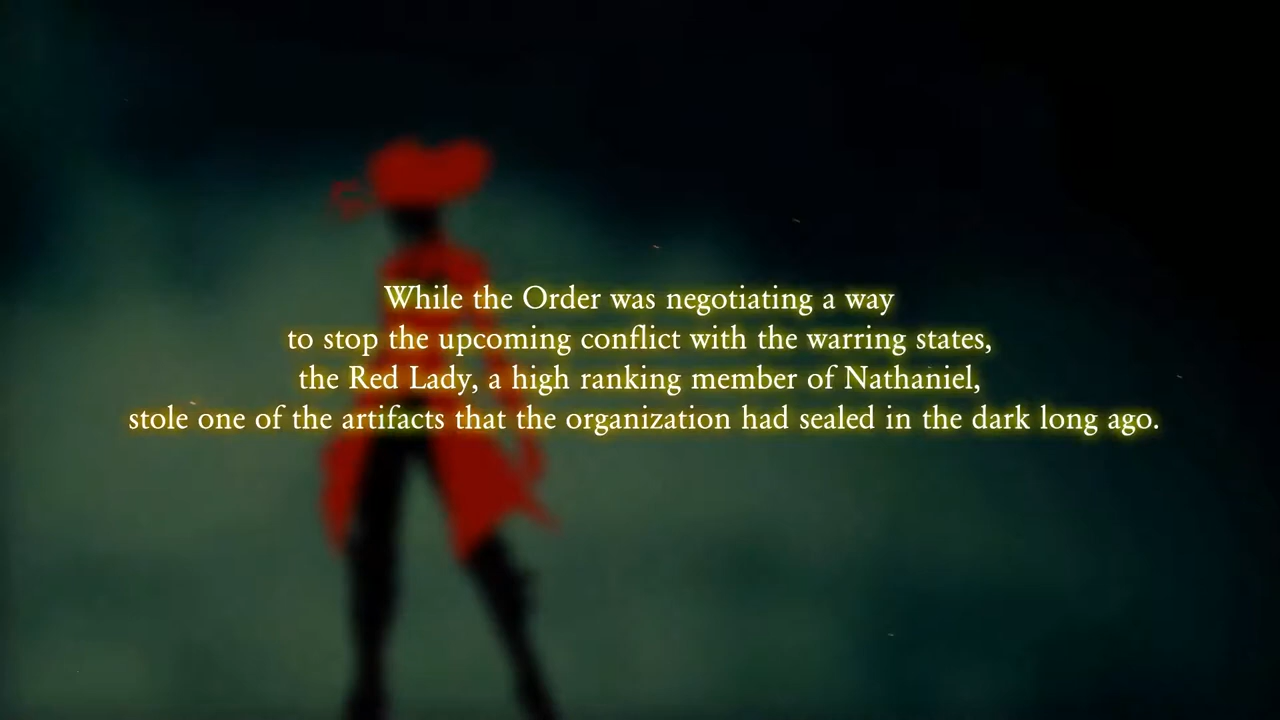 While the Order was negotiating a way
to stop the upcoming conflict with the warring states,
the Red Lady, a high ranking member of Nathaniel,
stole one of the artifacts that the organization had sealed in the dark long ago.